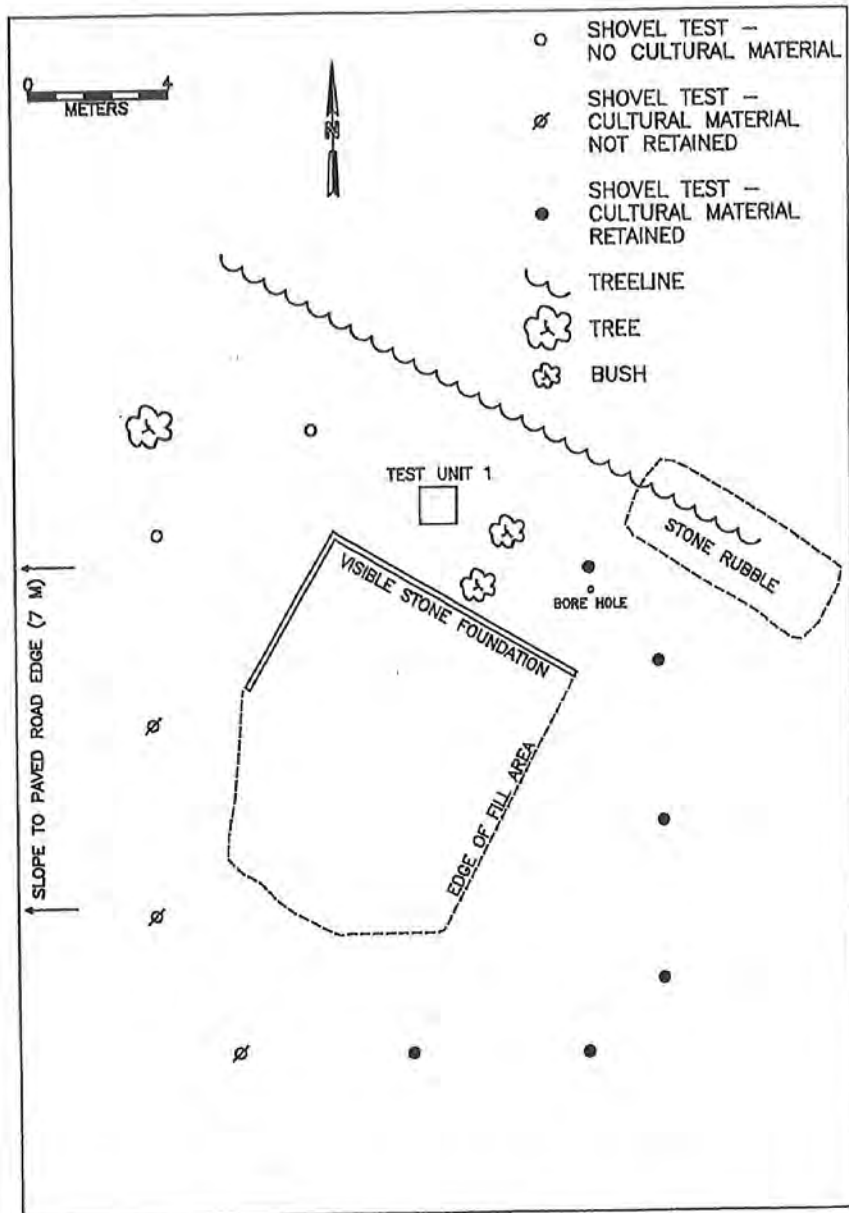 0 4
METERS
N
SHOVEL TEST –
NO CULTURAL MATERIAL
SHOVEL TEST –
CULTURAL MATERIAL
NOT RETAINED
SHOVEL TEST –
CULTURAL MATERIAL
RETAINED
TREELINE
TREE
BUSH
TEST UNIT 1
STONE RUBBLE
VISIBLE STONE FOUNDATION
BORE HOLE
EDGE OF FILL AREA
SLOPE TO PAVED ROAD EDGE (7 M)